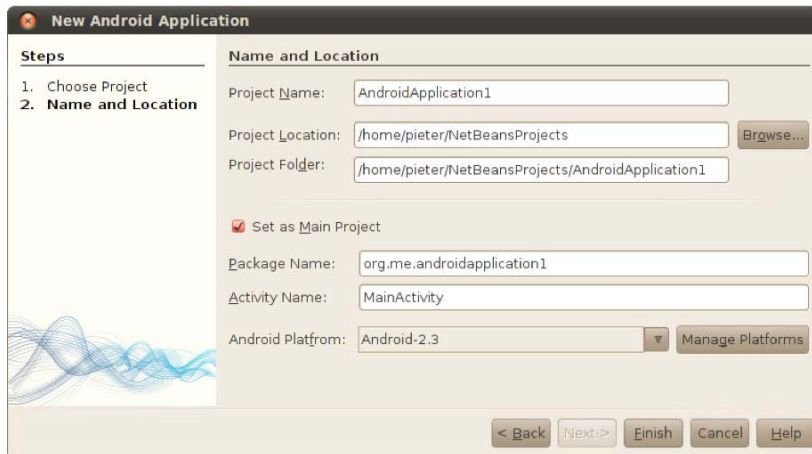 New Android Application
Steps
1. Choose Project
2. Name and Location
Name and Location
Project Name: AndroidApplication1
Project Location: /home/pieter/NetBeansProjects Browse...
Project Folder: /home/pieter/NetBeansProjects/AndroidApplication1
Set as Main Project
Package Name: org.me.androidapplication1
Activity Name: MainActivity
Android Platfrom: Android-2.3 Manage Platforms
< Back Next > Finish Cancel Help